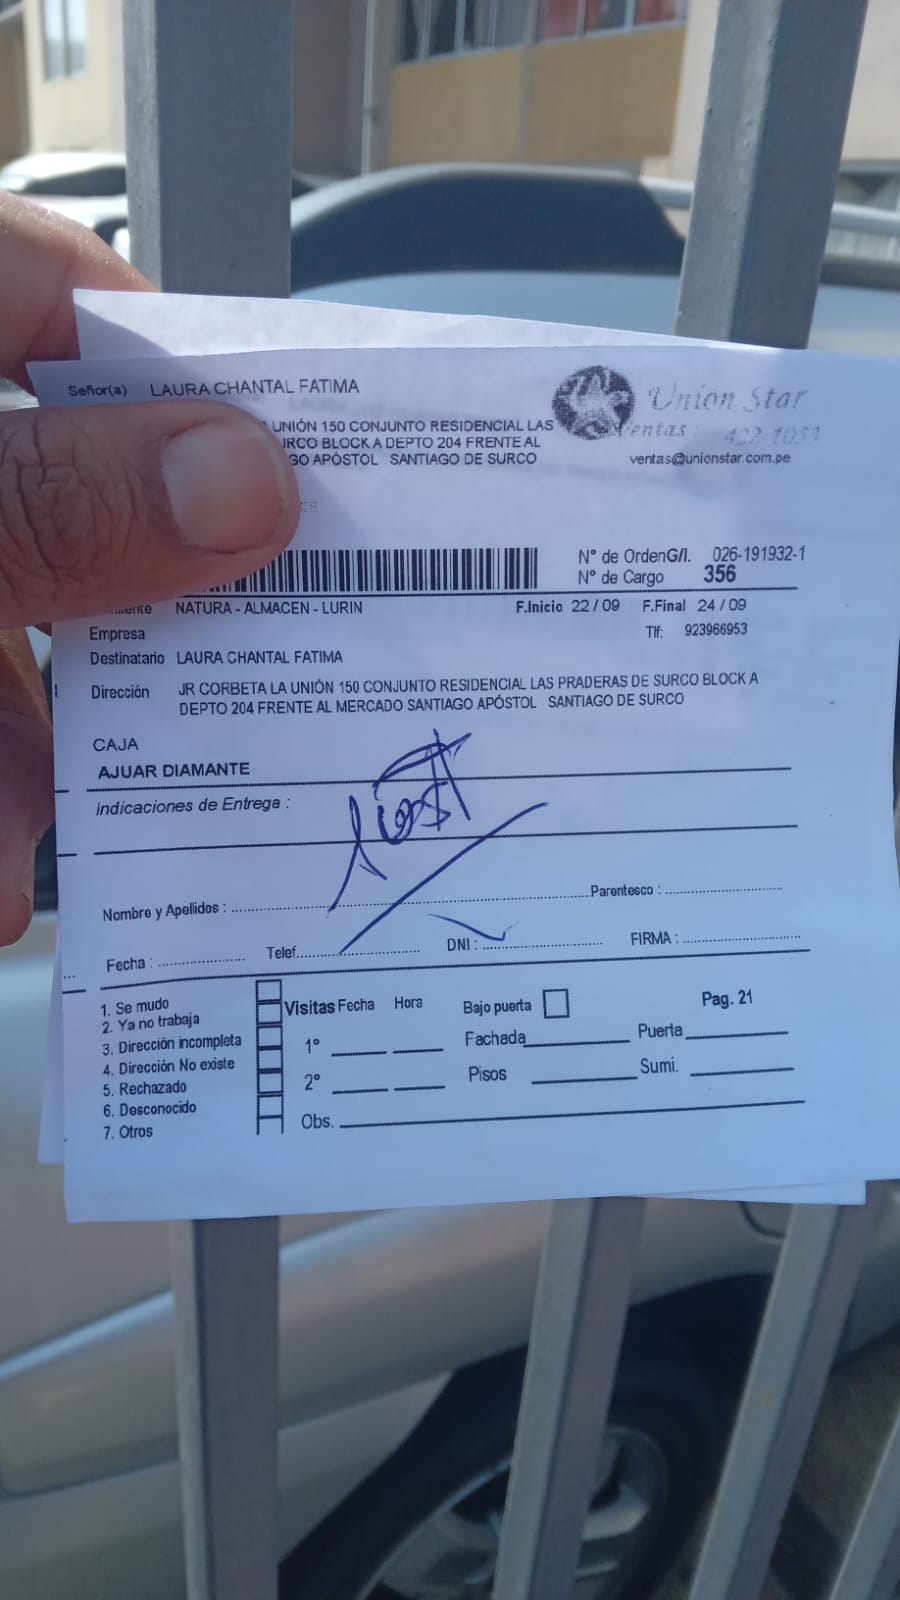 Señor(a) LAURA CHANTAL FATIMA
UNIÓN 150 CONJUNTO RESIDENCIAL LAS
URCO BLOCK A DEPTO 204 FRENTE AL
GO APÓSTOL SANTIAGO DE SURCO
Union Star
Ventas: 422-1051
ventas@unionstar.com.pe
N° de OrdenG/I. 026-191932-1
N° de Cargo 356
NATURA - ALMACEN - LURIN F.Inicio 22 / 09 F.Final 24 / 09
Empresa Tlf: 923966953
Destinatario LAURA CHANTAL FATIMA
Dirección JR CORBETA LA UNIÓN 150 CONJUNTO RESIDENCIAL LAS PRADERAS DE SURCO BLOCK A
DEPTO 204 FRENTE AL MERCADO SANTIAGO APÓSTOL SANTIAGO DE SURCO
CAJA
AJUAR DIAMANTE
Indicaciones de Entrega :
Nombre y Apellidos : Parentesco :
Fecha : Telef. DNI : FIRMA :
1. Se mudo
2. Ya no trabaja
3. Dirección incompleta
4. Dirección No existe
5. Rechazado
6. Desconocido
7. Otros
Visitas Fecha Hora
1°
2°
Obs.
Bajo puerta Pag. 21
Fachada Puerta
Pisos Sumi.